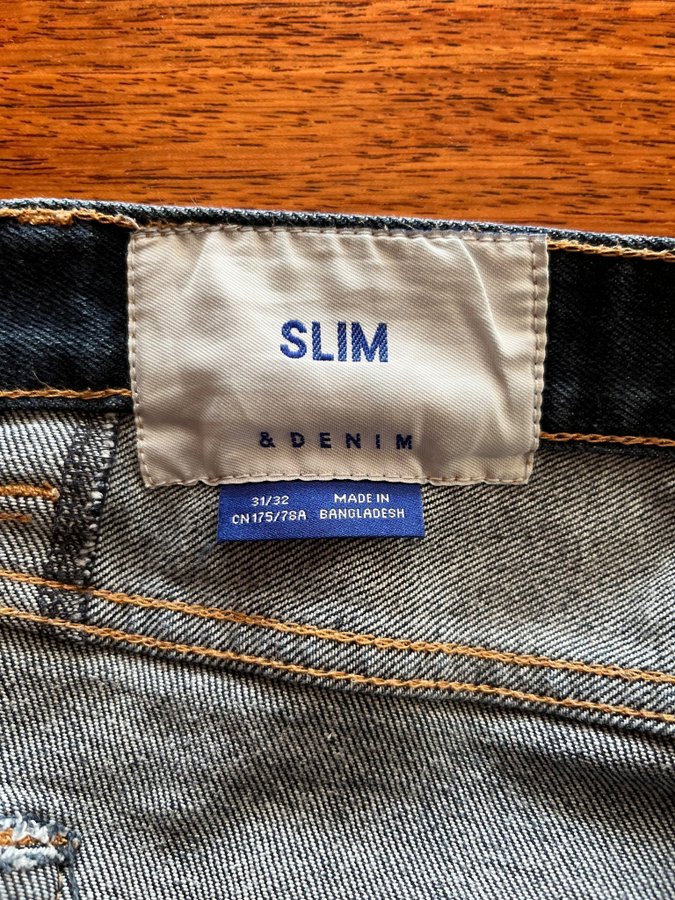 SLIM
& DENIM
31/32
CN175/78A
MADE IN
BANGLADESH